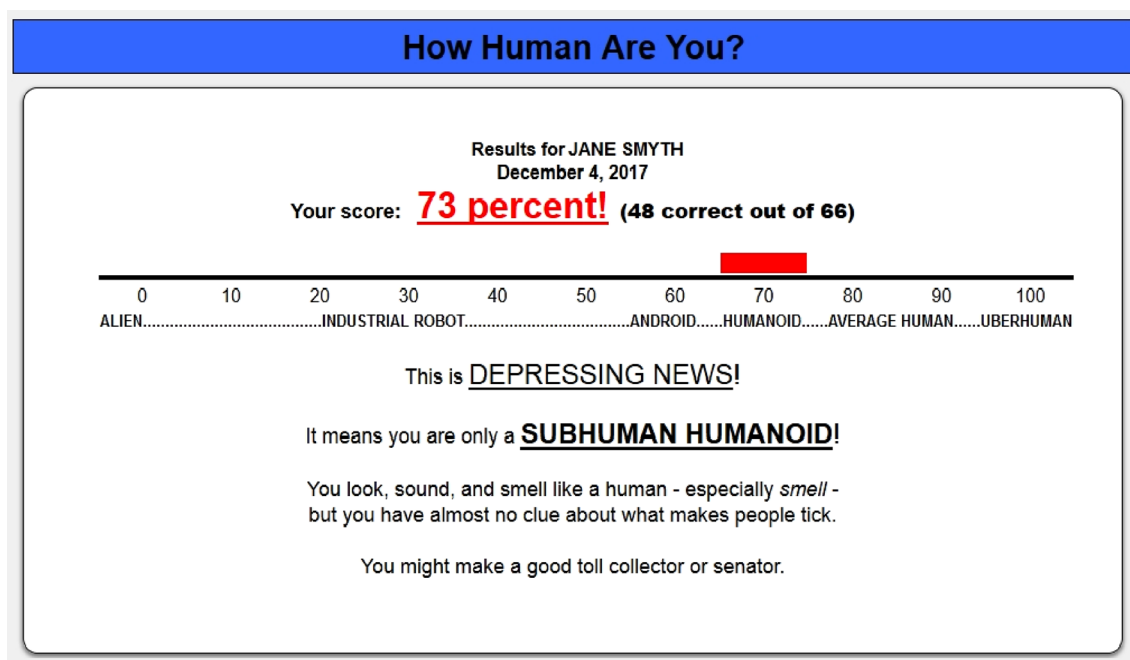 How Human Are You?
Results for JANE SMYTH
December 4, 2017
Your score: 73 percent! (48 correct out of 66)
0 10 20 30 40 50 60 70 80 90 100
ALIEN........................................INDUSTRIAL ROBOT.....................................ANDROID......HUMANOID......AVERAGE HUMAN......UBERHUMAN
This is DEPRESSING NEWS!
It means you are only a SUBHUMAN HUMANOID!
You look, sound, and smell like a human - especially smell -
but you have almost no clue about what makes people tick.
You might make a good toll collector or senator.